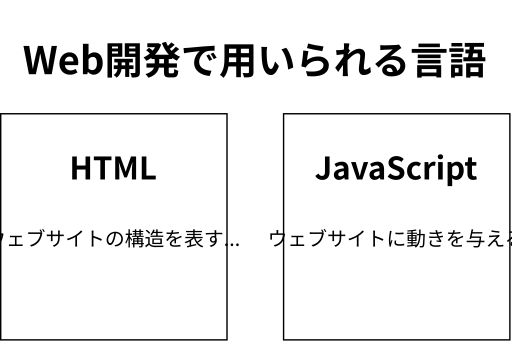 Web開発で用いられる言語
HTML
JavaScript
ウェブサイトの構造を表す...
ウェブサイトに動きを与える